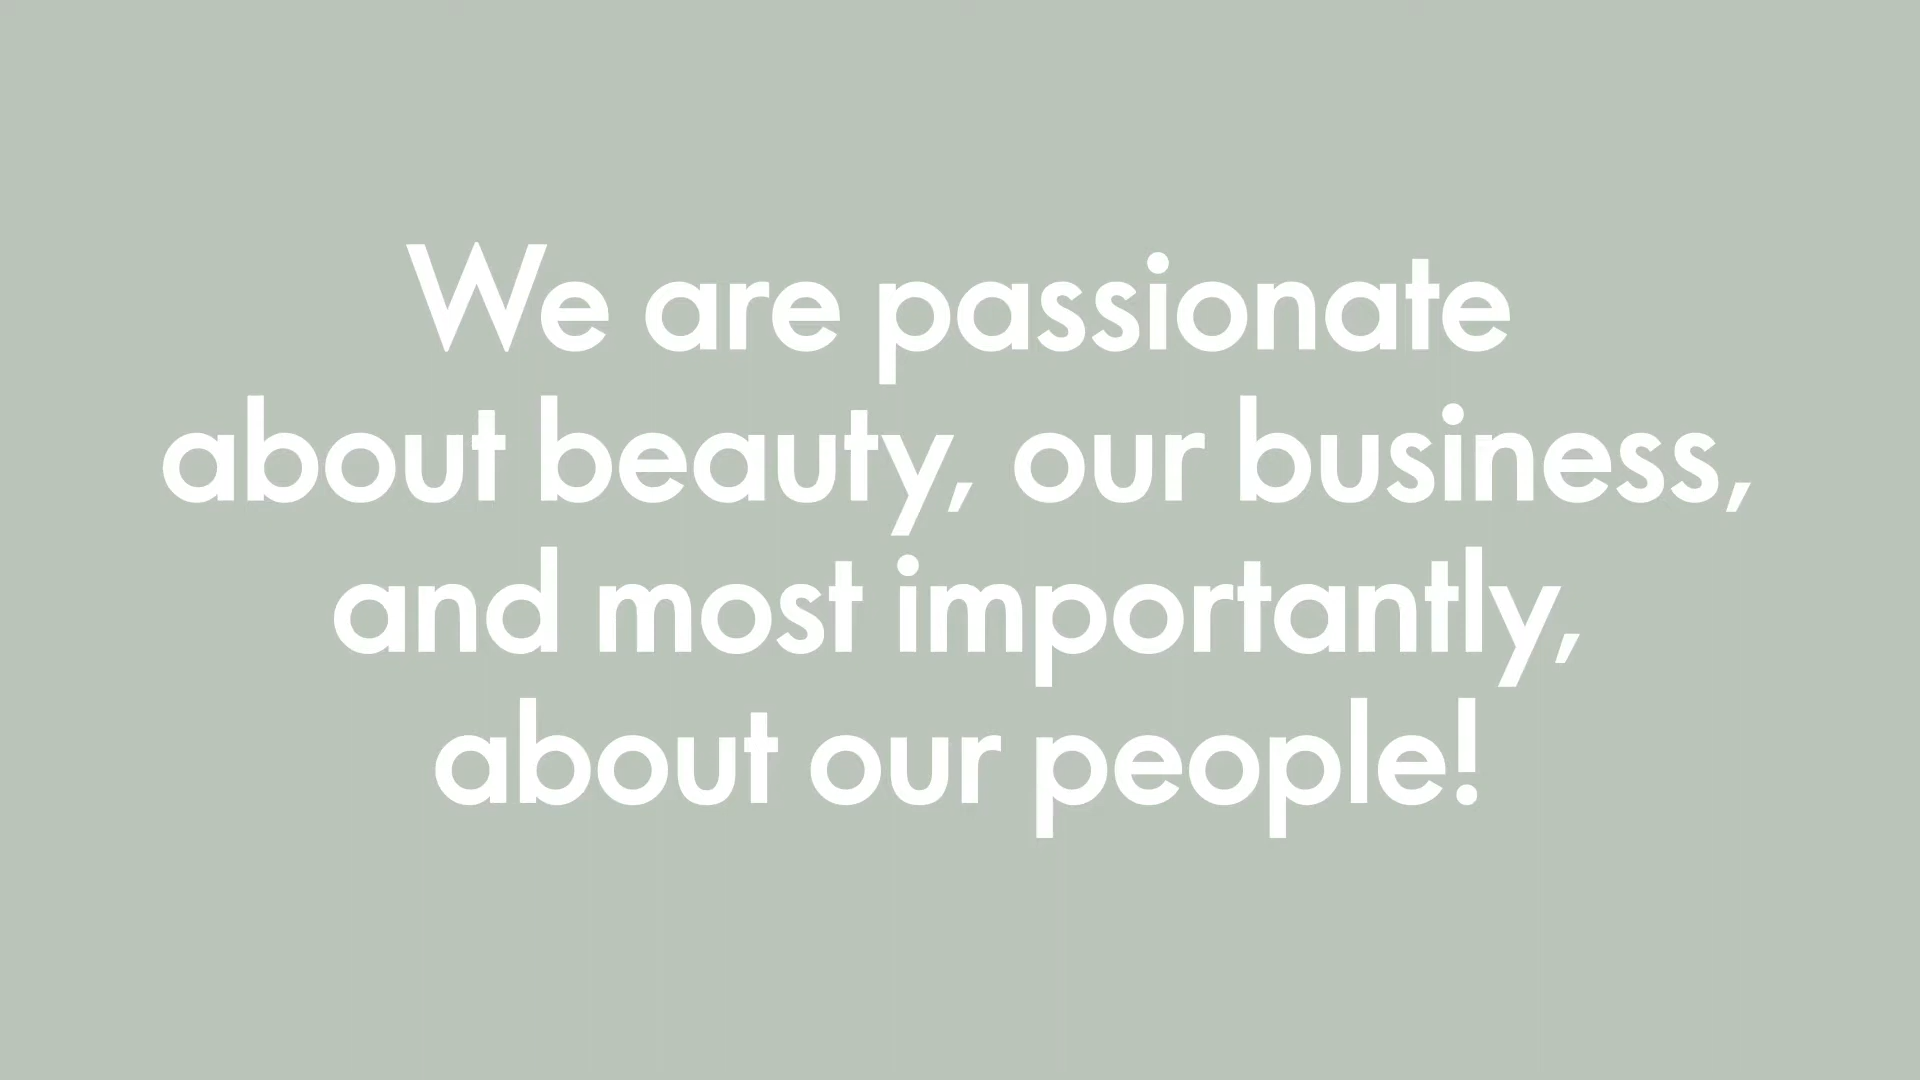 We are passionate
about beauty, our business,
and most importantly,
about our people!